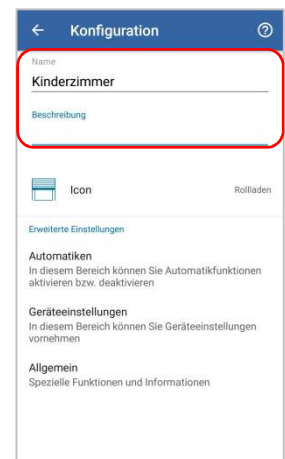 Konfiguration
Name
Kinderzimmer
Beschreibung
Icon
Rollladen
Erweiterte Einstellungen
Automatiken
In diesem Bereich können Sie Automatikfunktionen
aktivieren bzw. deaktivieren
Geräteeinstellungen
In diesem Bereich können Sie Geräteeinstellungen
vornehmen
Allgemein
Spezielle Funktionen und Informationen